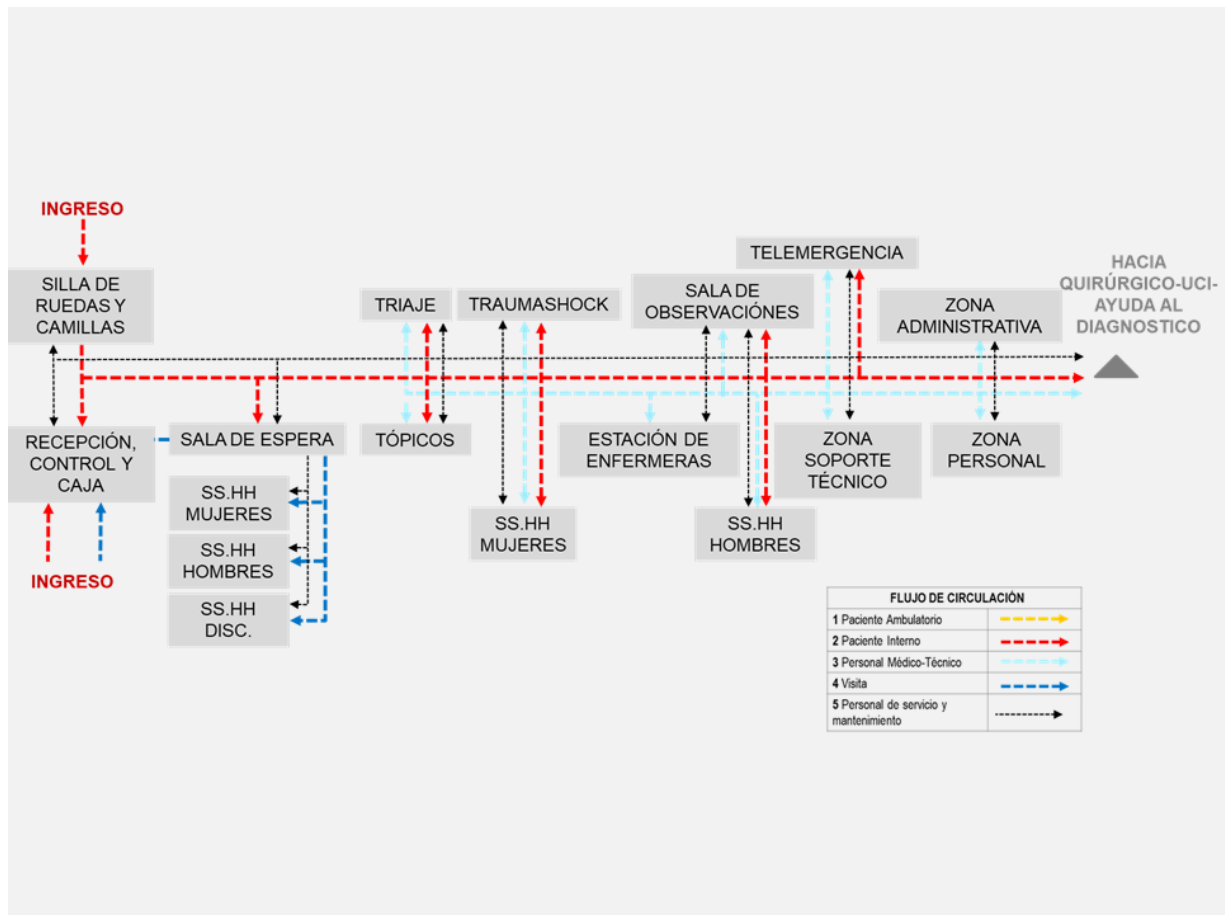 INGRESO
SILLA DE
RUEDAS Y
CAMILLAS
TRIAJE
TRAUMASHOCK
SALA DE
OBSERVACIÓNES
TELEMERGENCIA
ZONA
ADMINISTRATIVA
HACIA
QUIRÚRGICO-UCI-
AYUDA AL
DIAGNOSTICO
RECEPCIÓN,
CONTROL Y
CAJA
SALA DE ESPERA
TÓPICOS
ESTACIÓN DE
ENFERMERAS
ZONA
SOPORTE
TÉCNICO
ZONA
PERSONAL
SS.HH
MUJERES
SS.HH
HOMBRES
SS.HH
DISC.
SS.HH
MUJERES
SS.HH
HOMBRES
INGRESO
FLUJO DE CIRCULACIÓN
1 Paciente Ambulatorio
2 Paciente Interno
3 Personal Médico-Técnico
4 Visita
5 Personal de servicio y
mantenimiento